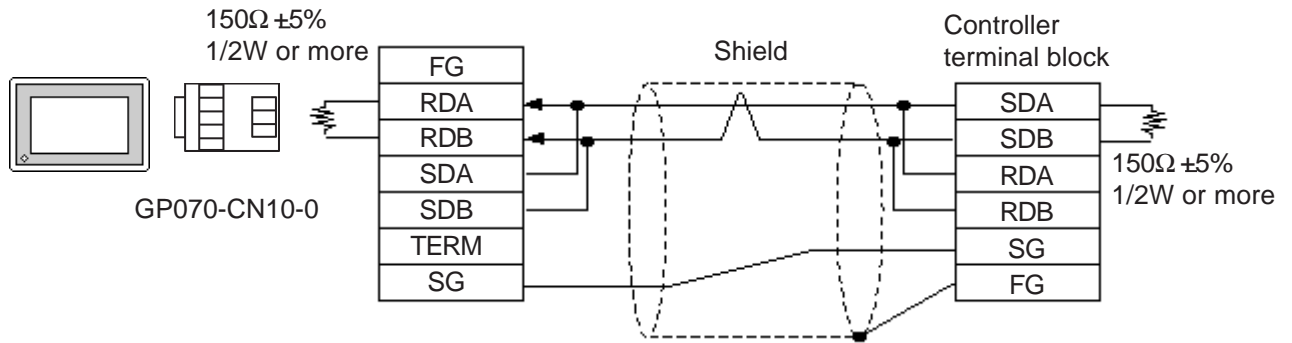 150Ω ±5%
1/2W or more
GP070-CN10-0
FG
RDA
RDB
SDA
SDB
TERM
SG
Shield
Controller
terminal block
SDA
SDB
RDA
RDB
SG
FG
150Ω ±5%
1/2W or more